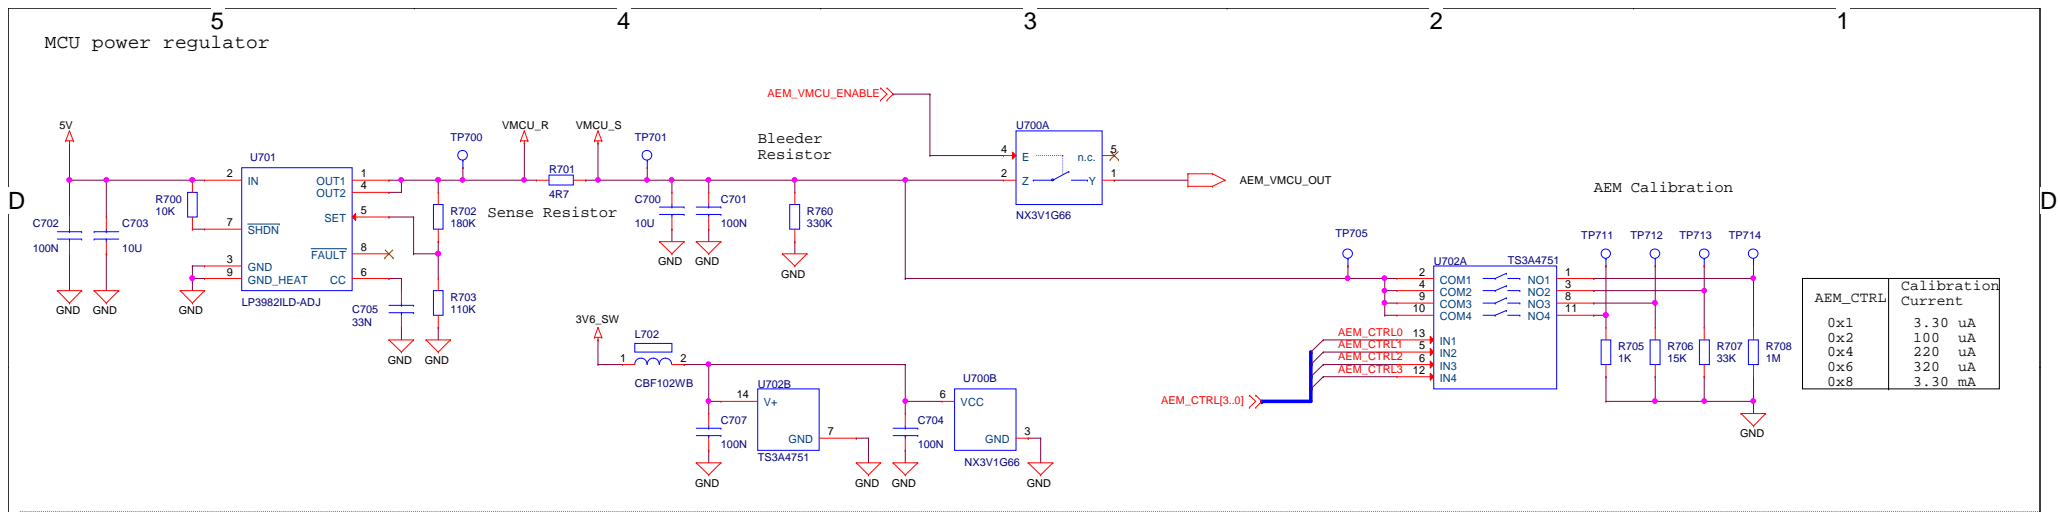 5 4 3 2 1
MCU power regulator
D
D
5V
C702
100N
C703
10U
GND
GND
R700
10K
U701
2 IN
7 SHDN
3 GND
9 GND_HEAT
OUT1 1
OUT2 4
SET 5
FAULT 8
CC 6
LP3982ILD-ADJ
GND
C705
33N
GND
R702
180K
R703
110K
GND
TP700
VMCU_R
R701
4R7
Sense Resistor
VMCU_S
TP701
C700
10U
GND
C701
100N
GND
Bleeder
Resistor
R760
330K
GND
AEM_VMCU_ENABLE
U700A
4 E
n.c. 5
2 Z
Y 1
NX3V1G66
AEM_VMCU_OUT
3V6_SW
L702
1 2
CBF102WB
C707
100N
GND
U702B
14 V+
GND 7
TS3A4751
GND
C704
100N
GND
U700B
6 VCC
GND 3
NX3V1G66
GND
AEM Calibration
TP705
U702A
TS3A4751
2 COM1 NO1 1
4 COM2 NO2 3
9 COM3 NO3 8
10 COM4 NO4 11
AEM_CTRL0 13 IN1
AEM_CTRL1 5 IN2
AEM_CTRL2 6 IN3
AEM_CTRL3 12 IN4
AEM_CTRL[3..0]
TP711 TP712 TP713 TP714
R705
1K
R706
15K
R707
33K
R708
1M
GND
AEM_CTRL Calibration
Current
0x1 3.30 uA
0x2 100 uA
0x4 220 uA
0x6 320 uA
0x8 3.30 mA